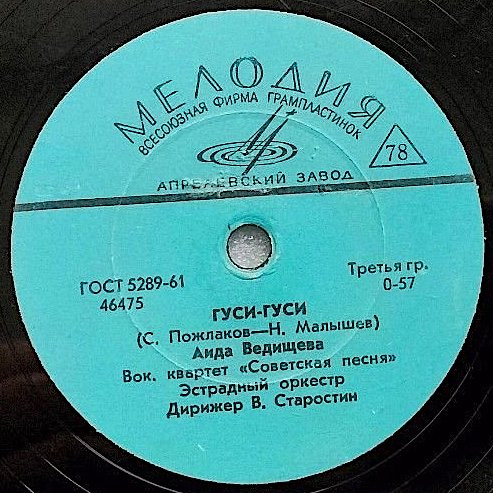 МЕЛОДИЯ
ВСЕСОЮЗНАЯ ФИРМА ГРАМПЛАСТИНОК
78
АПРЕЛЕВСКИЙ ЗАВОД
ГОСТ 5289-61
46475
Третья гр.
0-57
ГУСИ-ГУСИ
(С. Пожлаков—Н. Малышев)
Аида Ведищева
Вок. квартет «Советская песня»
Эстрадный оркестр
Дирижер В. Старостин